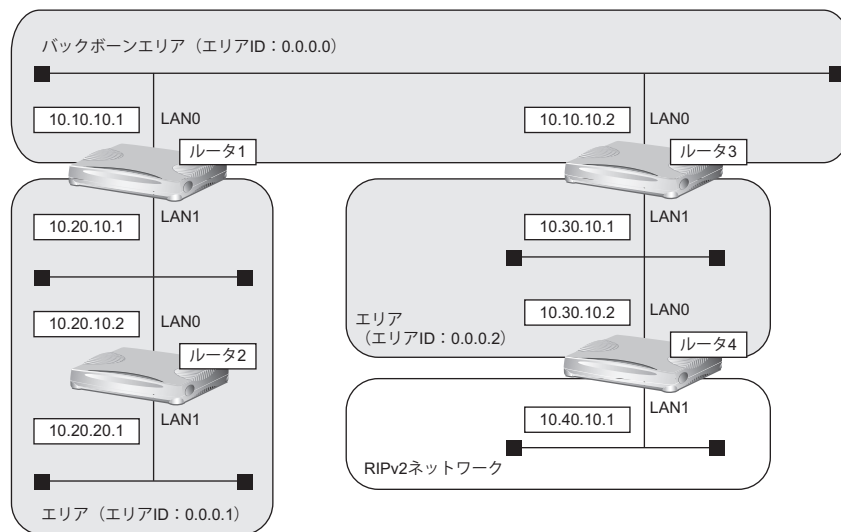 バックボーンエリア（エリアID：0.0.0.0）
10.10.10.1
LAN0
ルータ1
10.10.10.2
LAN0
ルータ3
10.20.10.1
LAN1
10.20.10.2
LAN0
ルータ2
10.20.20.1
LAN1
エリア（エリアID：0.0.0.1）
10.30.10.1
LAN1
エリア
（エリアID：0.0.0.2）
10.30.10.2
LAN0
ルータ4
10.40.10.1
LAN1
RIPv2ネットワーク